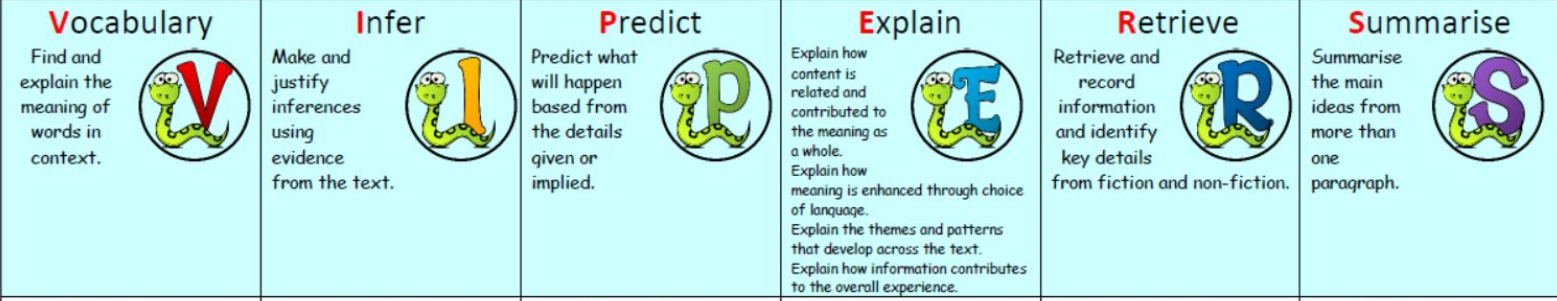 Vocabulary
Find and
explain the
meaning of
words in
context.
V
Infer
Make and
justify
inferences
using
evidence
from the text.
I
Predict
Predict what
will happen
based from
the details
given or
implied.
P
Explain
Explain how
content is
related and
contributed to
the meaning as
a whole.
Explain how
meaning is enhanced through choice
of language.
Explain the themes and patterns
that develop across the text.
Explain how information contributes
to the overall experience.
E
Retrieve
Retrieve and
record
information
and identify
key details
from fiction and non-fiction.
R
Summarise
Summarise
the main
ideas from
more than
one
paragraph.
S